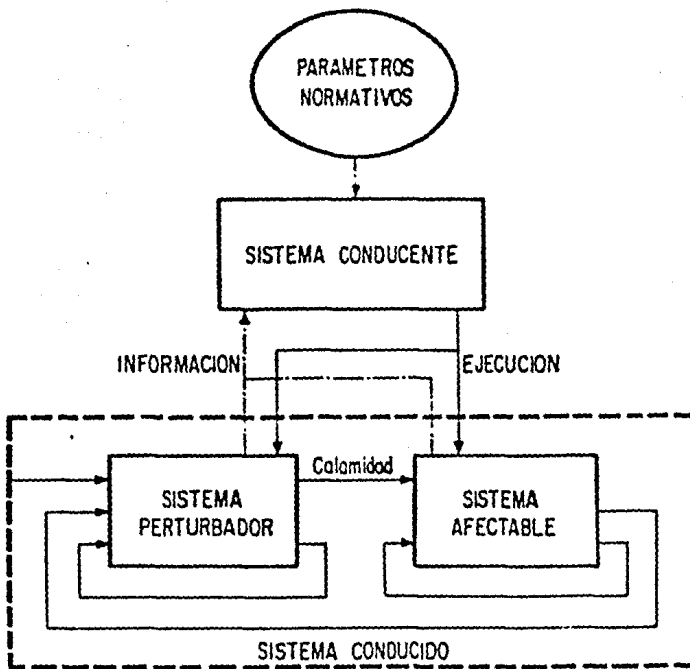 PARAMETROS
NORMATIVOS
SISTEMA CONDUCENTE
INFORMACION
EJECUCION
Calamidad
SISTEMA
PERTURBADOR
SISTEMA
AFECTABLE
SISTEMA CONDUCIDO